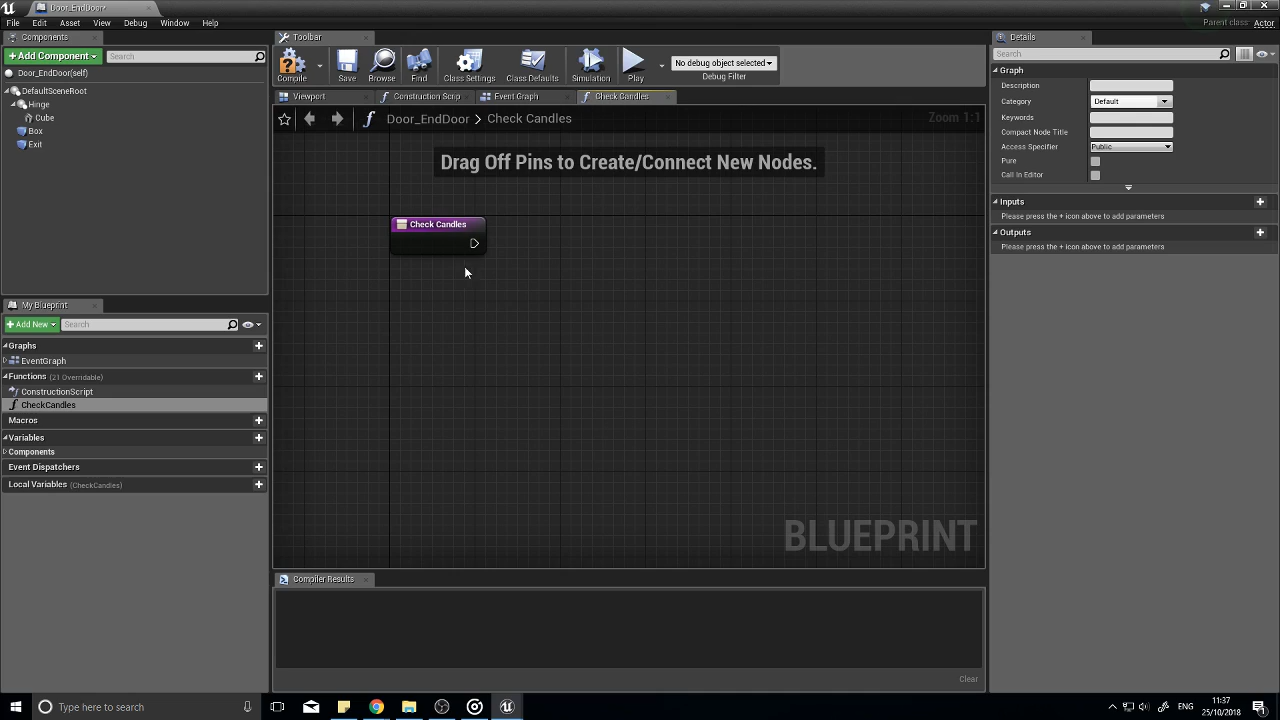 Door_EndDoor*
File Edit Asset View Debug Window Help
Parent class: Actor
Components
+ Add Component
Search
Door_EndDoor(self)
DefaultSceneRoot
Hinge
Cube
Box
Exit
My Blueprint
+ Add New
Search
Graphs
EventGraph
Functions (21 Overridable)
ConstructionScript
CheckCandles
Macros
Variables
Components
Event Dispatchers
Local Variables (CheckCandles)
Toolbar
Compile Save Browse Find Class Settings Class Defaults Simulation Play
No debug object selected
Debug Filter
Viewport Construction Scrip Event Graph Check Candles
Door_EndDoor > Check Candles
Zoom 1:1
Drag Off Pins to Create/Connect New Nodes.
Check Candles
BLUEPRINT
Compiler Results
Clear
Details
Search
Graph
Description
Category Default
Keywords
Compact Node Title
Access Specifier Public
Pure
Call In Editor
Inputs
Please press the + icon above to add parameters
Outputs
Please press the + icon above to add parameters
Type here to search
ENG
11:37
25/10/2018